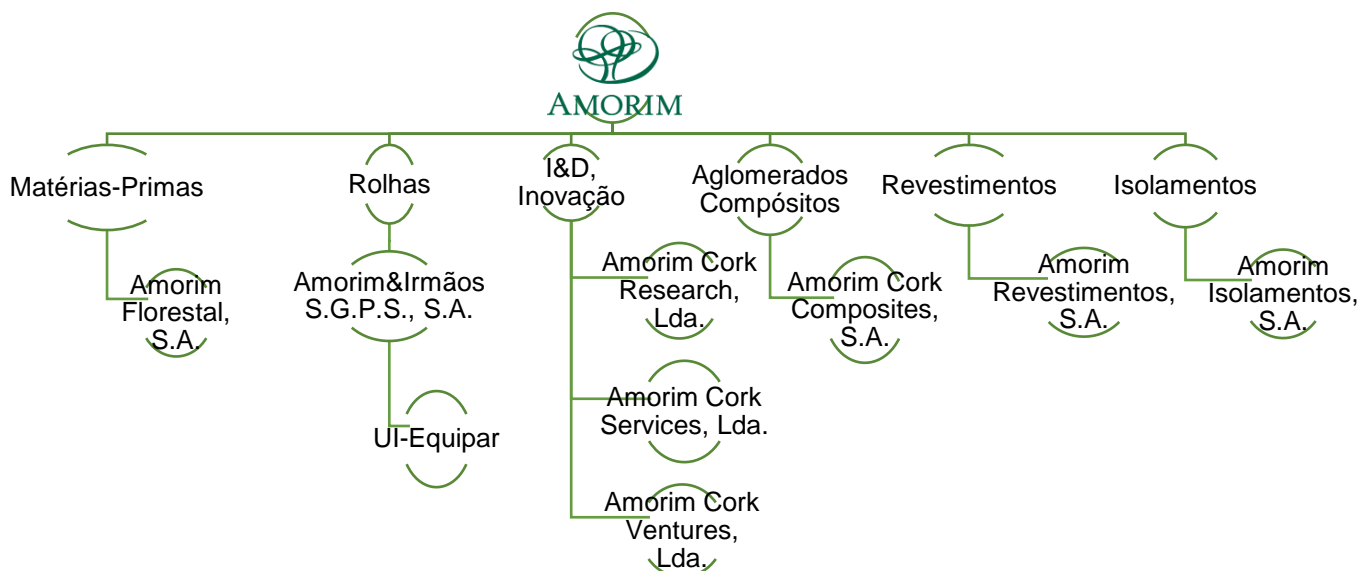 AMORIM
Matérias-Primas
Rolhas
I&D,
Inovação
Aglomerados
Compósitos
Revestimentos
Isolamentos
Amorim
Florestal,
S.A.
Amorim&Irmãos
S.G.P.S., S.A.
UI-Equipar
Amorim Cork
Research,
Lda.
Amorim Cork
Services, Lda.
Amorim Cork
Ventures,
Lda.
Amorim Cork
Composites,
S.A.
Amorim
Revestimentos,
S.A.
Amorim
Isolamentos,
S.A.